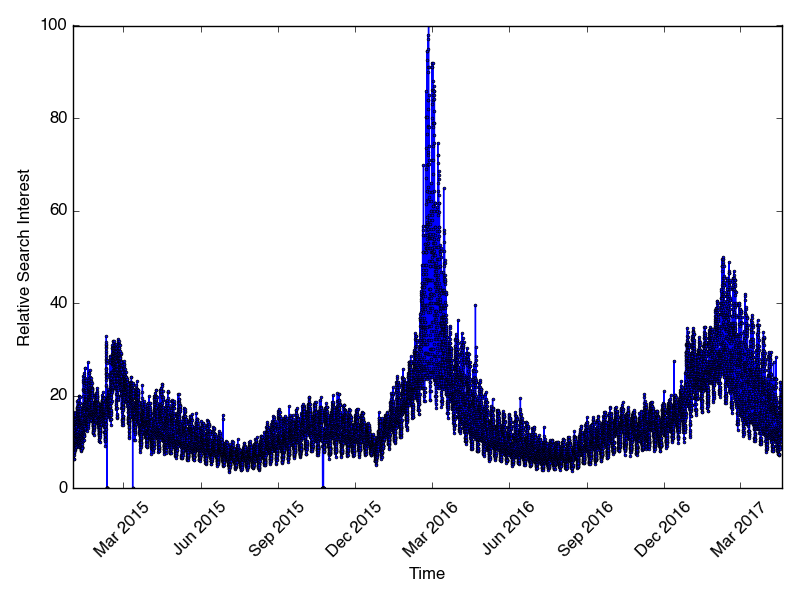 100
80
60
40
20
0
Relative Search Interest
Mar 2015
Jun 2015
Sep 2015
Dec 2015
Mar 2016
Jun 2016
Sep 2016
Dec 2016
Mar 2017
Time